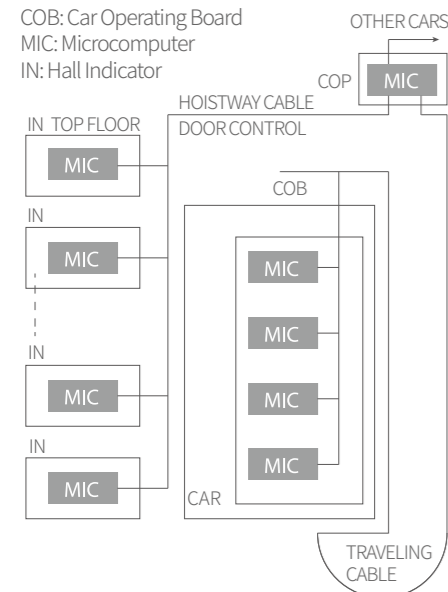 COB: Car Operating Board
MIC: Microcomputer
IN: Hall Indicator
OTHER CARS
COP
MIC
HOISTWAY CABLE
DOOR CONTROL
IN TOP FLOOR
MIC
COB
IN
MIC
MIC
MIC
IN
MIC
MIC
IN
MIC
MIC
CAR
TRAVELING
CABLE